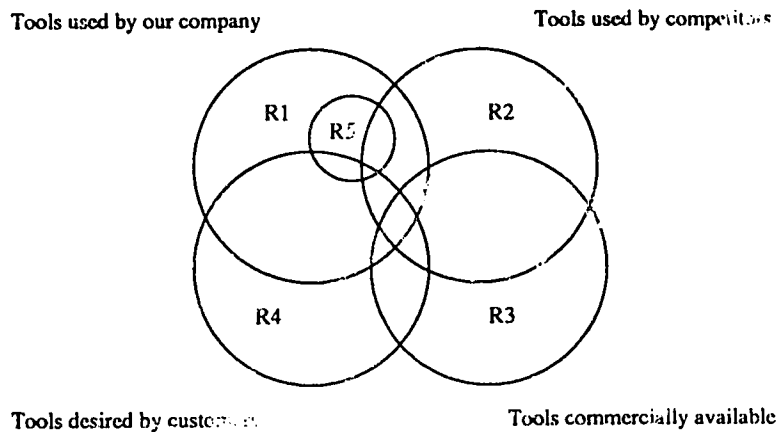 Tools used by our company
Tools used by
R1
R2
R5
R4
R3
Tools desired by
Tools commercially available